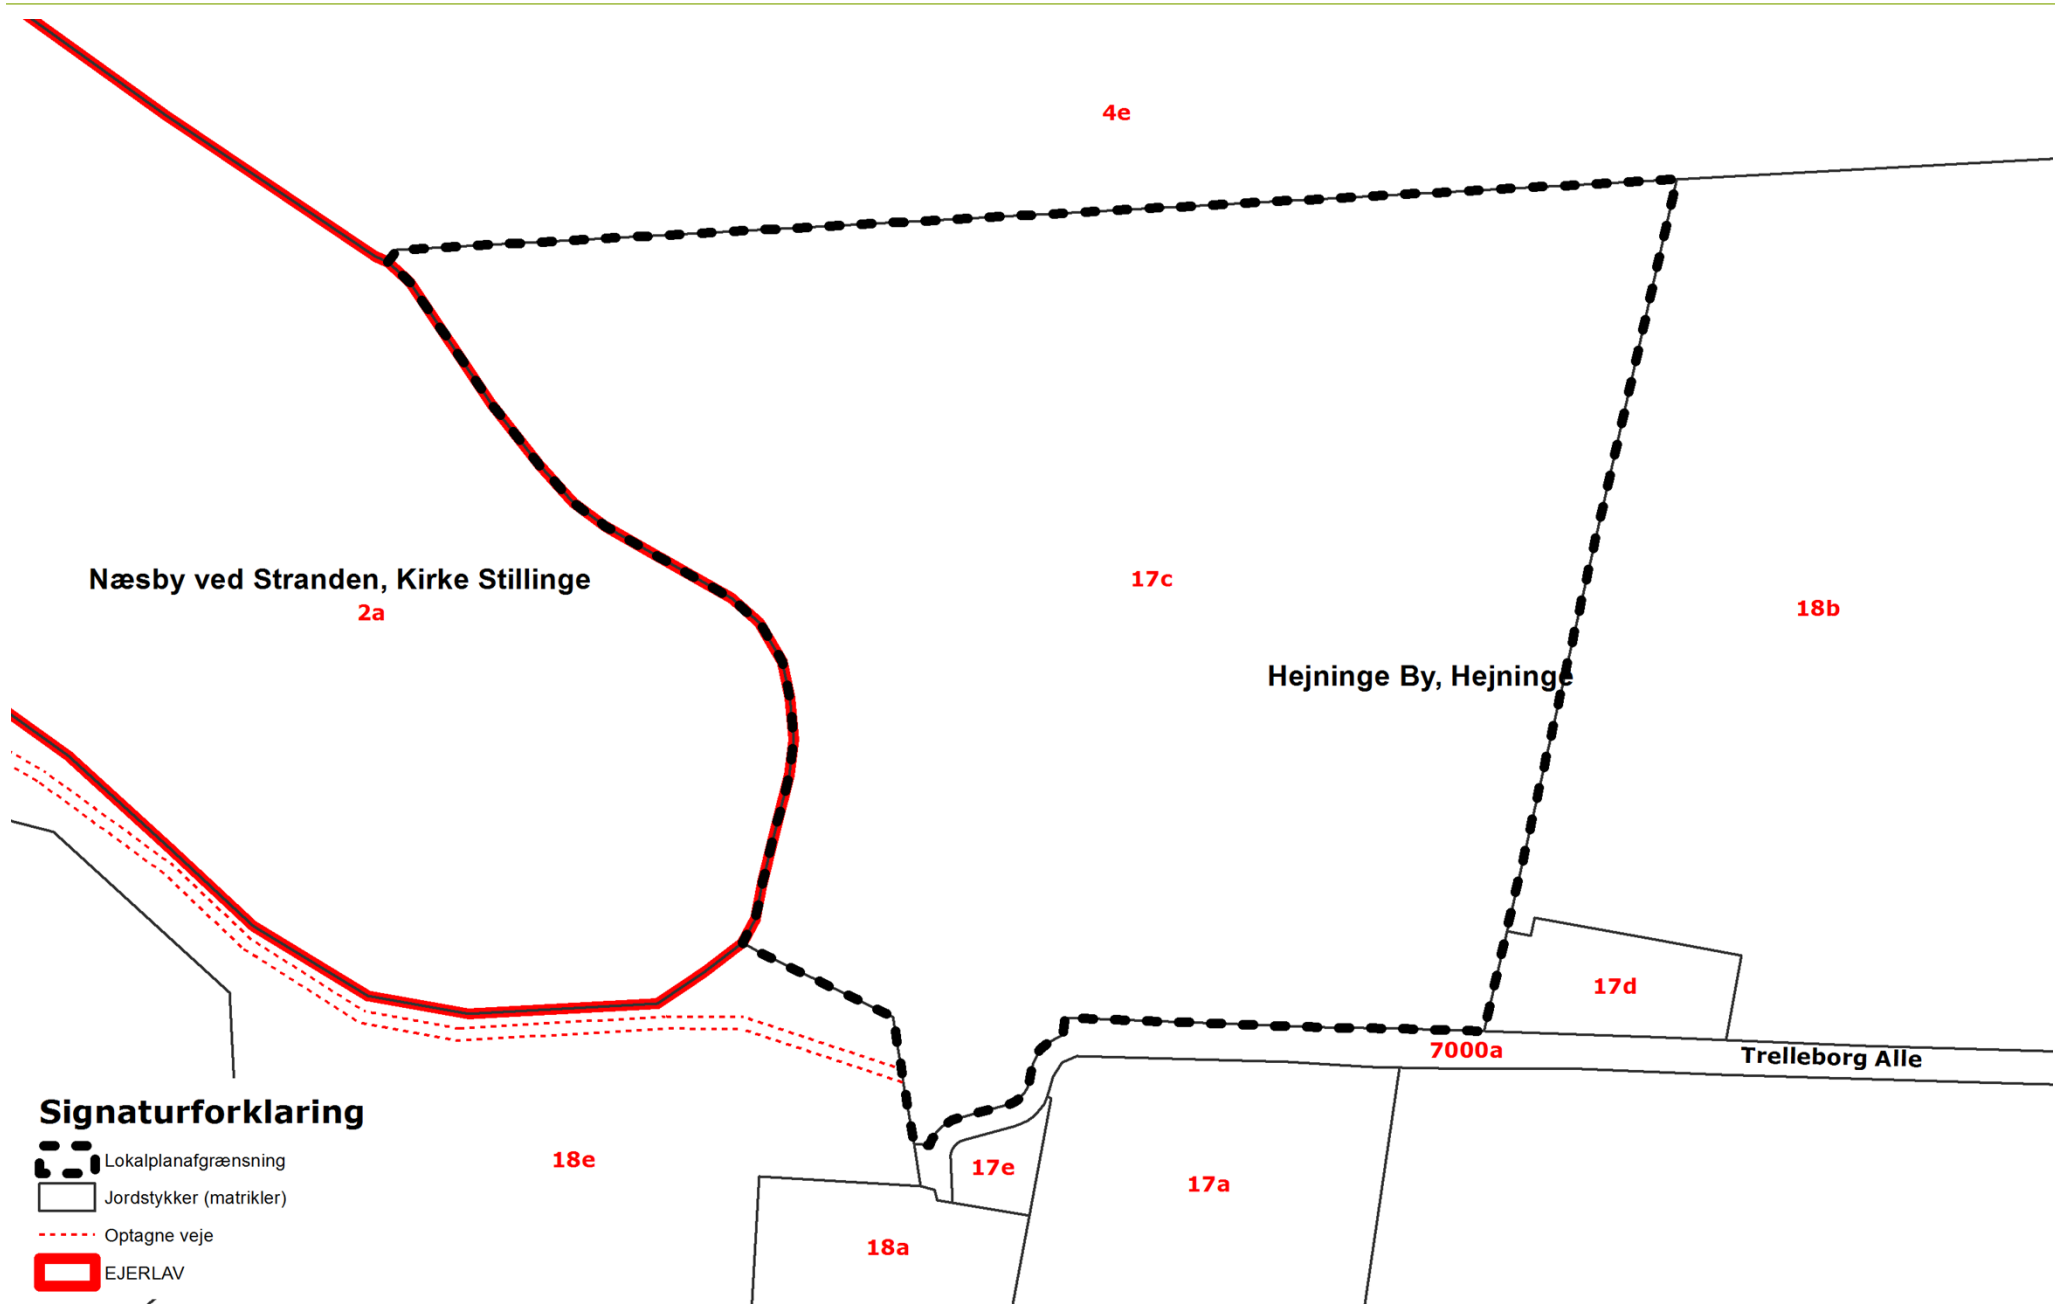 4e
Næsby ved Stranden, Kirke Stillinge
2a
17c
18b
Hejninge By, Hejninge
17d
7000a
Trelleborg Alle
18e
17e
17a
18a
Signaturforklaring
Lokalplanafgrænsning
Jordstykker (matrikler)
Optagne veje
EJERLAV